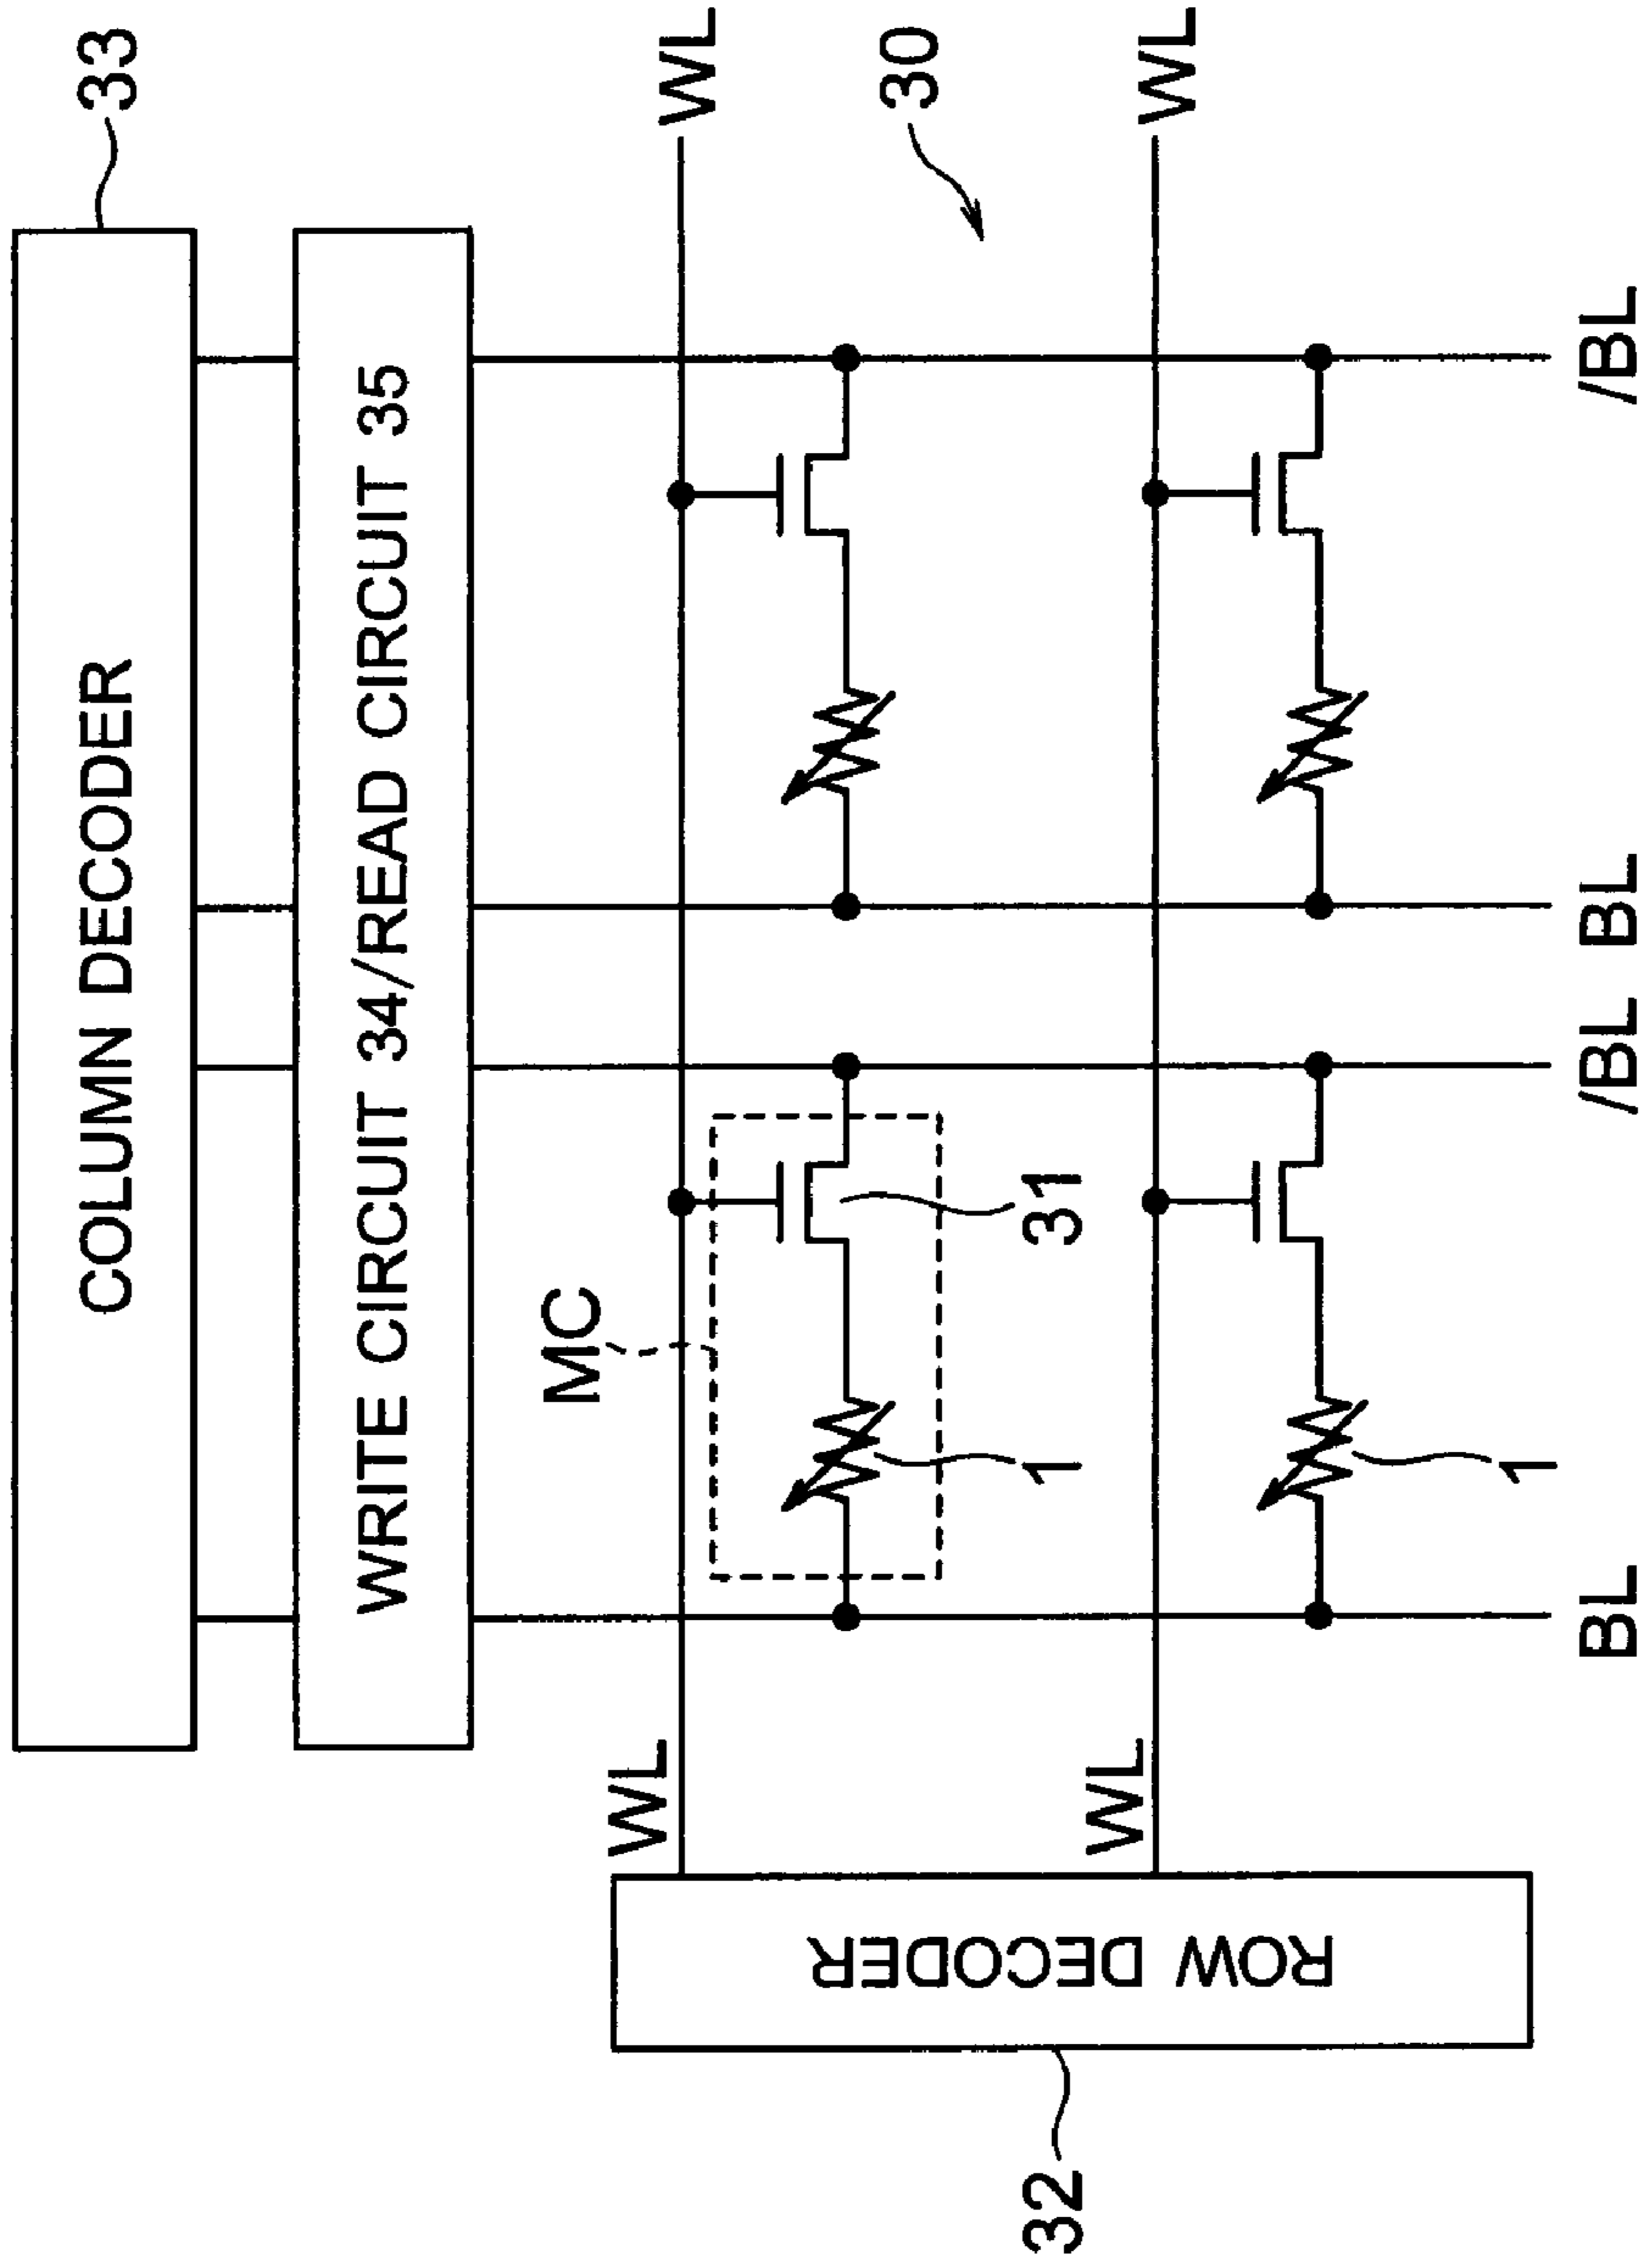 33
COLUMN DECODER
WRITE CIRCUIT 34/READ CIRCUIT 35
MC
WL
WL
31
1
30
WL
WL
1
ROW DECODER
32
BL
/BL
BL
/BL